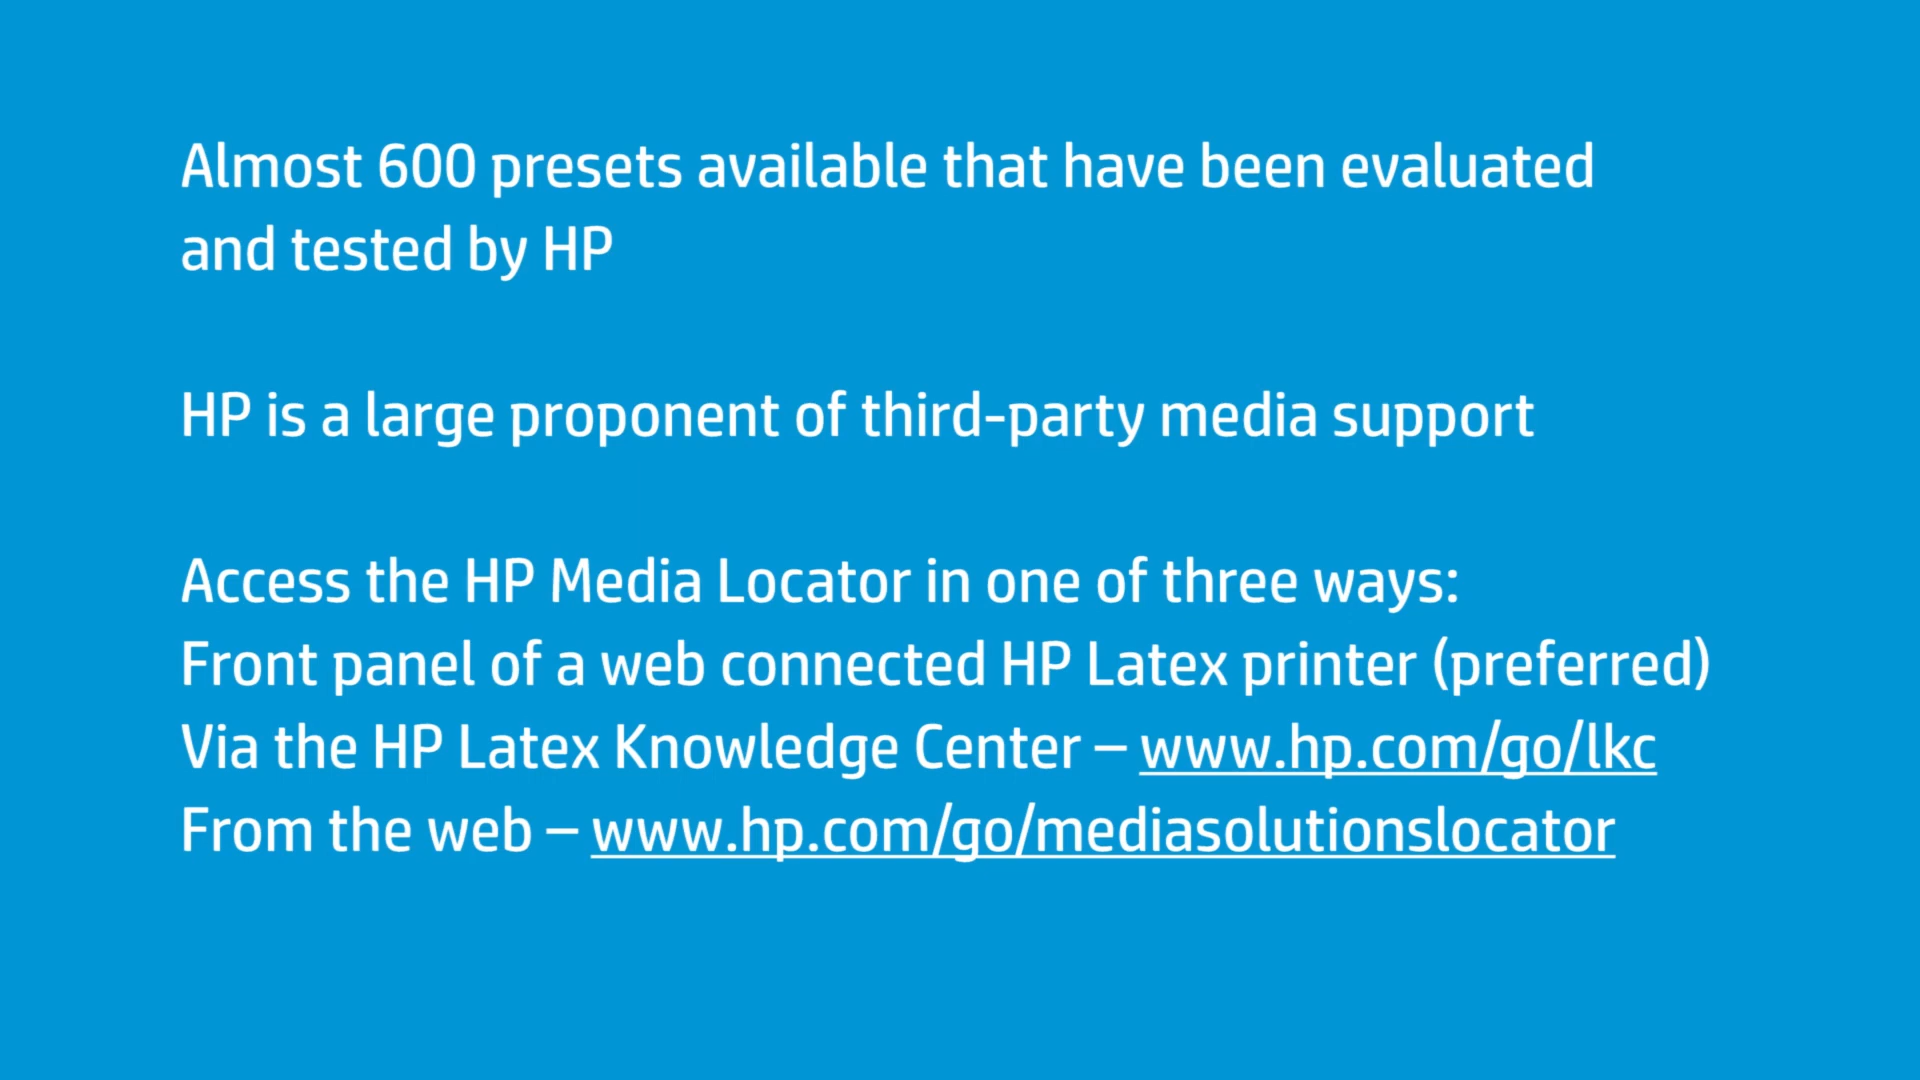 Almost 600 presets available that have been evaluated
and tested by HP
HP is a large proponent of third-party media support
Access the HP Media Locator in one of three ways:
Front panel of a web connected HP Latex printer (preferred)
Via the HP Latex Knowledge Center – www.hp.com/go/lkc
From the web – www.hp.com/go/mediasolutionslocator